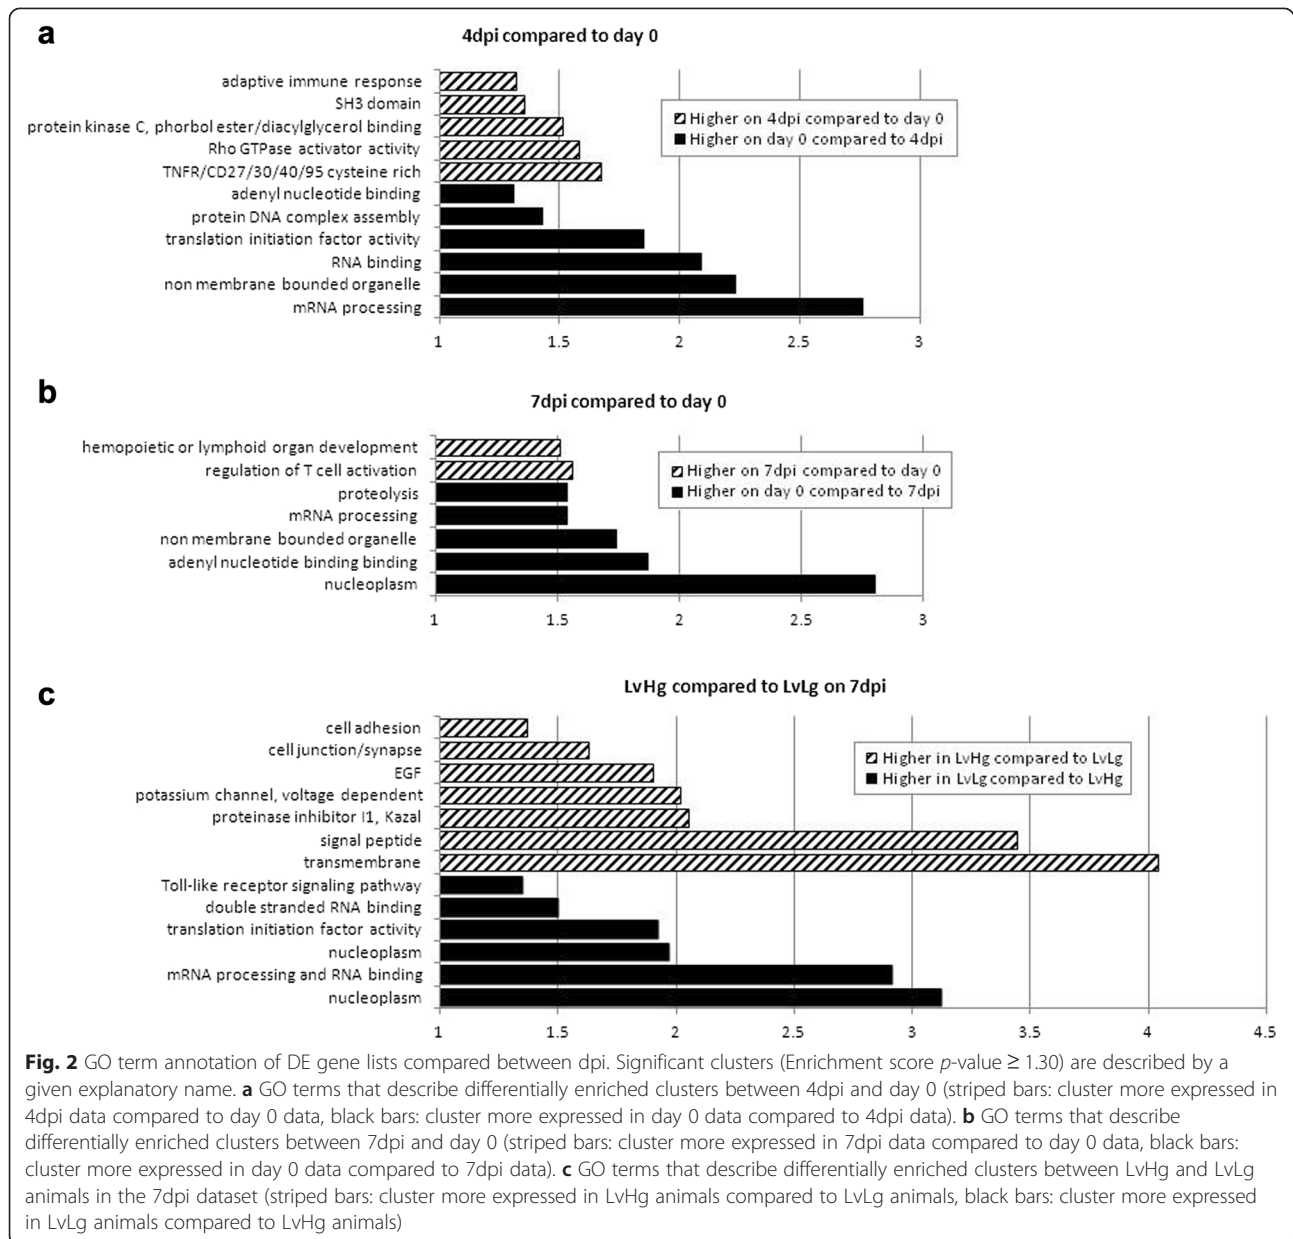 a
4dpi compared to day 0
adaptive immune response
SH3 domain
protein kinase C, phorbol ester/diacylglycerol binding
Rho GTPase activator activity
TNFR/CD27/30/40/95 cysteine rich
adenyl nucleotide binding
protein DNA complex assembly
translation initiation factor activity
RNA binding
non membrane bounded organelle
mRNA processing
Higher on 4dpi compared to day 0
Higher on day 0 compared to 4dpi
1 1.5 2 2.5 3
b
7dpi compared to day 0
hemopoietic or lymphoid organ development
regulation of T cell activation
proteolysis
mRNA processing
non membrane bounded organelle
adenyl nucleotide binding binding
nucleoplasm
Higher on 7dpi compared to day 0
Higher on day 0 compared to 7dpi
1 1.5 2 2.5 3
c
LvHg compared to LvLg on 7dpi
cell adhesion
cell junction/synapse
EGF
potassium channel, voltage dependent
proteinase inhibitor I1, Kazal
signal peptide
transmembrane
Toll-like receptor signaling pathway
double stranded RNA binding
translation initiation factor activity
nucleoplasm
mRNA processing and RNA binding
nucleoplasm
Higher in LvHg compared to LvLg
Higher in LvLg compared to LvHg
1 1.5 2 2.5 3 3.5 4 4.5
Fig. 2 GO term annotation of DE gene lists compared between dpi. Significant clusters (Enrichment score p-value ≥ 1.30) are described by a
given explanatory name. a GO terms that describe differentially enriched clusters between 4dpi and day 0 (striped bars: cluster more expressed in
4dpi data compared to day 0 data, black bars: cluster more expressed in day 0 data compared to 4dpi data). b GO terms that describe
differentially enriched clusters between 7dpi and day 0 (striped bars: cluster more expressed in 7dpi data compared to day 0 data, black bars:
cluster more expressed in day 0 data compared to 7dpi data). c GO terms that describe differentially enriched clusters between LvHg and LvLg
animals in the 7dpi dataset (striped bars: cluster more expressed in LvHg animals compared to LvLg animals, black bars: cluster more expressed
in LvLg animals compared to LvHg animals)